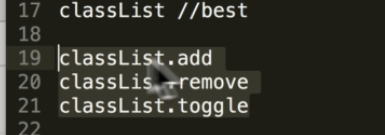 17 classList //best
18
19 classList.add
20 classList.remove
21 classList.toggle
22